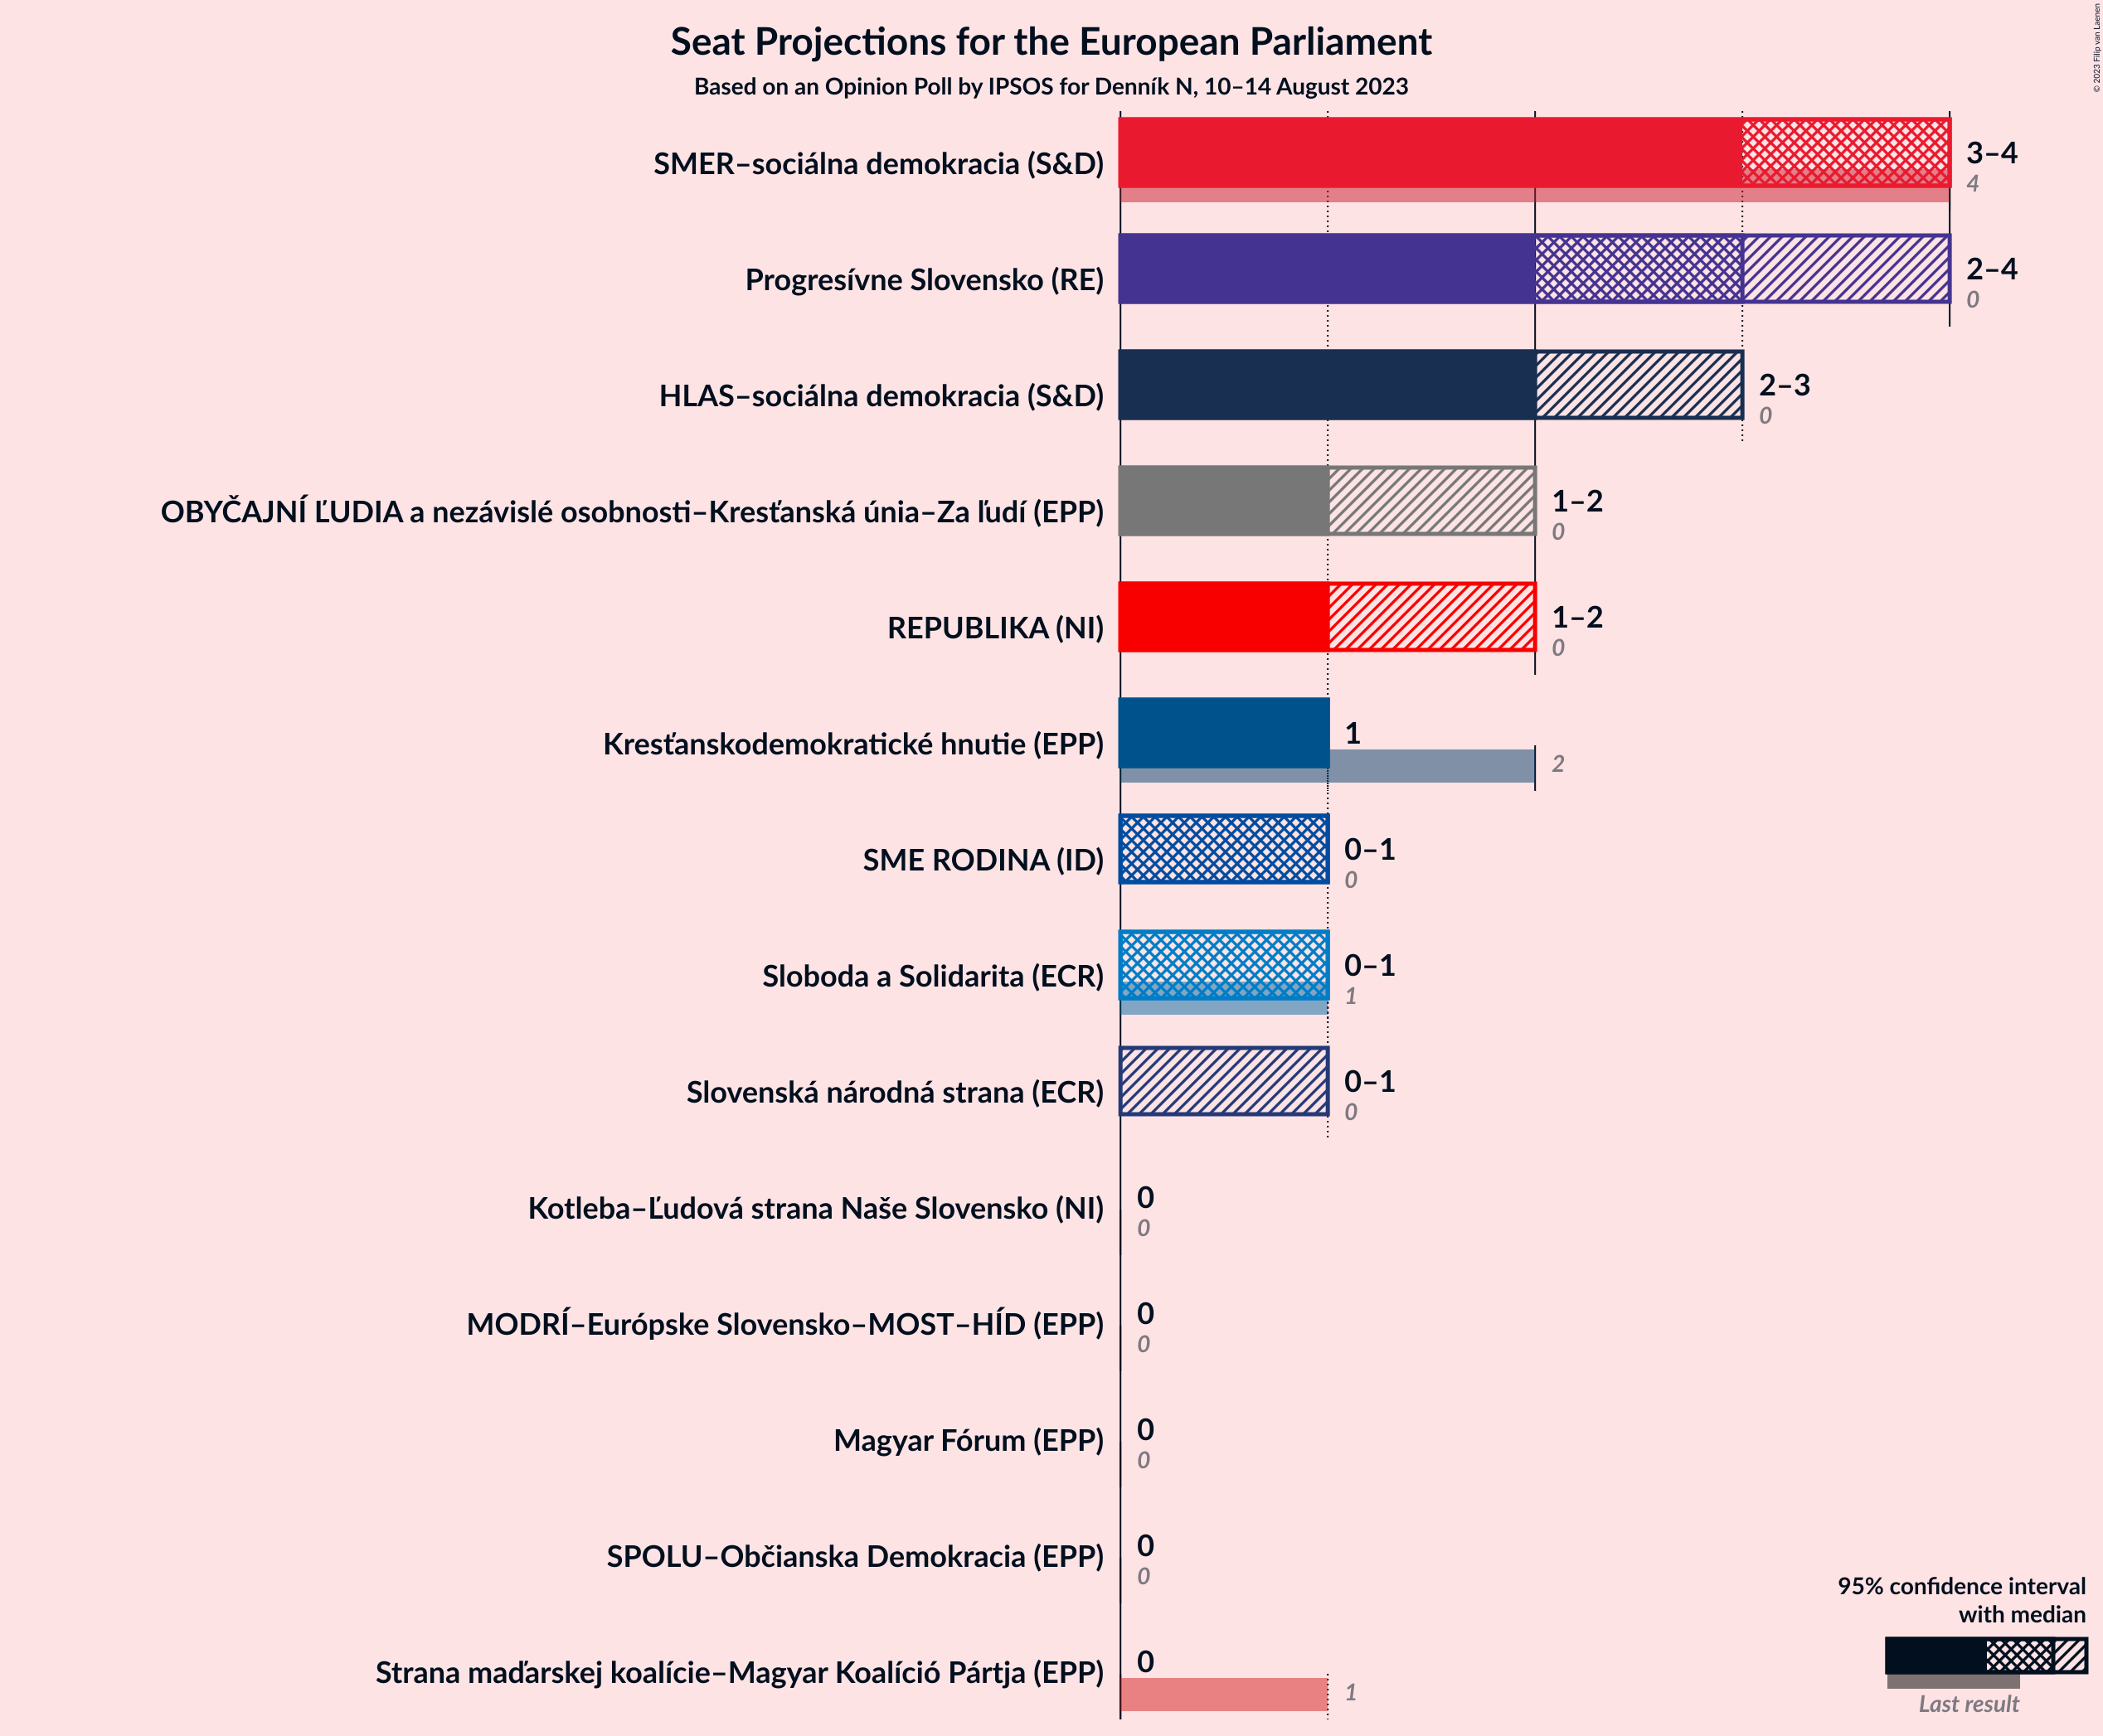 © 2023 Filip van Laenen
Seat Projections for the European Parliament
Based on an Opinion Poll by IPSOS for Denník N, 10–14 August 2023
SMER–sociálna demokracia (S&D)
3–4
4
Progresívne Slovensko (RE)
2–4
0
HLAS–sociálna demokracia (S&D)
2–3
0
OBYČAJNÍ ĽUDIA a nezávislé osobnosti–Kresťanská únia–Za ľudí (EPP)
1–2
0
REPUBLIKA (NI)
1–2
0
Kresťanskodemokratické hnutie (EPP)
1
2
SME RODINA (ID)
0–1
0
Sloboda a Solidarita (ECR)
0–1
1
Slovenská národná strana (ECR)
0–1
0
Kotleba–Ľudová strana Naše Slovensko (NI)
0
0
MODRÍ–Európske Slovensko–MOST–HÍD (EPP)
0
0
Magyar Fórum (EPP)
0
0
SPOLU–Občianska Demokracia (EPP)
0
0
Strana maďarskej koalície–Magyar Koalíció Pártja (EPP)
0
1
95% confidence interval
with median
Last result